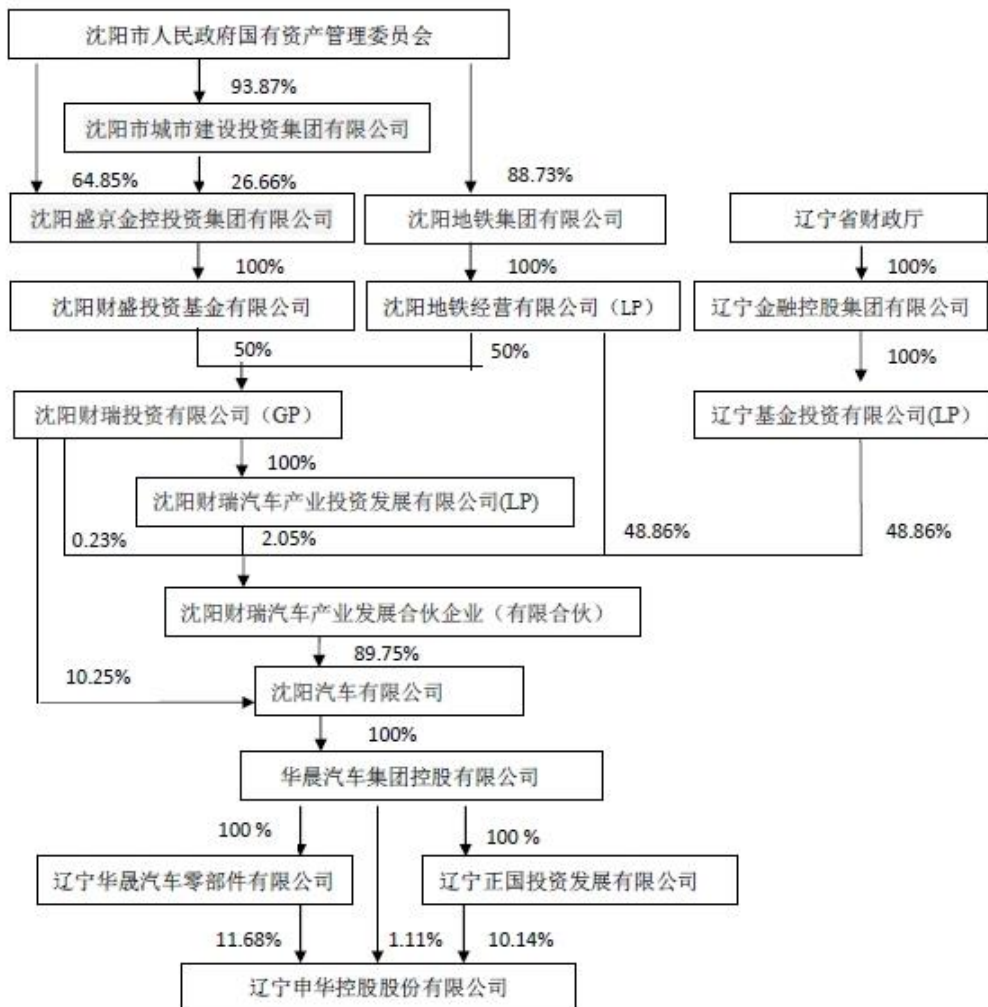 沈阳市人民政府国有资产管理委员会
93.87%
沈阳市城市建设投资集团有限公司
64.85%
26.66%
88.73%
沈阳盛京金控投资集团有限公司
沈阳地铁集团有限公司
辽宁省财政厅
100%
100%
100%
沈阳财盛投资基金有限公司
沈阳地铁经营有限公司（LP）
辽宁金融控股集团有限公司
50%
50%
100%
沈阳财瑞投资有限公司（GP）
辽宁基金投资有限公司(LP）
100%
沈阳财瑞汽车产业投资发展有限公司(LP)
0.23%
2.05%
48.86%
48.86%
沈阳财瑞汽车产业发展合伙企业（有限合伙）
89.75%
10.25%
沈阳汽车有限公司
100%
华晨汽车集团控股有限公司
100 %
100 %
辽宁华晟汽车零部件有限公司
辽宁正国投资发展有限公司
11.68%
1.11%
10.14%
辽宁申华控股股份有限公司